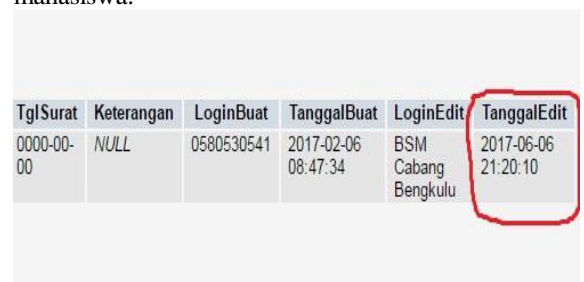 mahasiswa.
TglSurat Keterangan LoginBuat TanggalBuat LoginEdit TanggalEdit
0000-00- NULL 0580530541 2017-02-06 BSM 2017-06-06
00 08:47:34 Cabang 21:20:10
Bengkulu